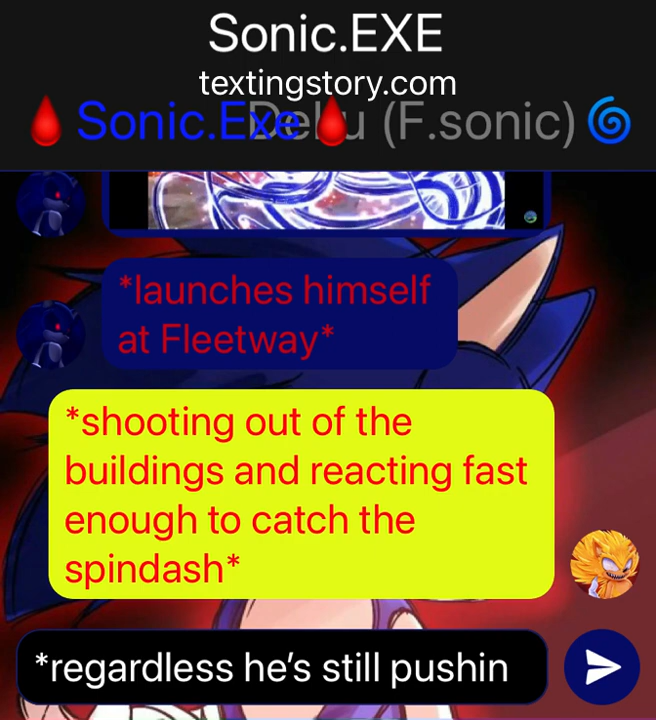 Sonic.EXE
textingstory.com
🩸Sonic.Exe🩸 Deku (F.sonic)🌀
*launches himself
at Fleetway*
*shooting out of the
buildings and reacting fast
enough to catch the
spindash*
*regardless he’s still pushin